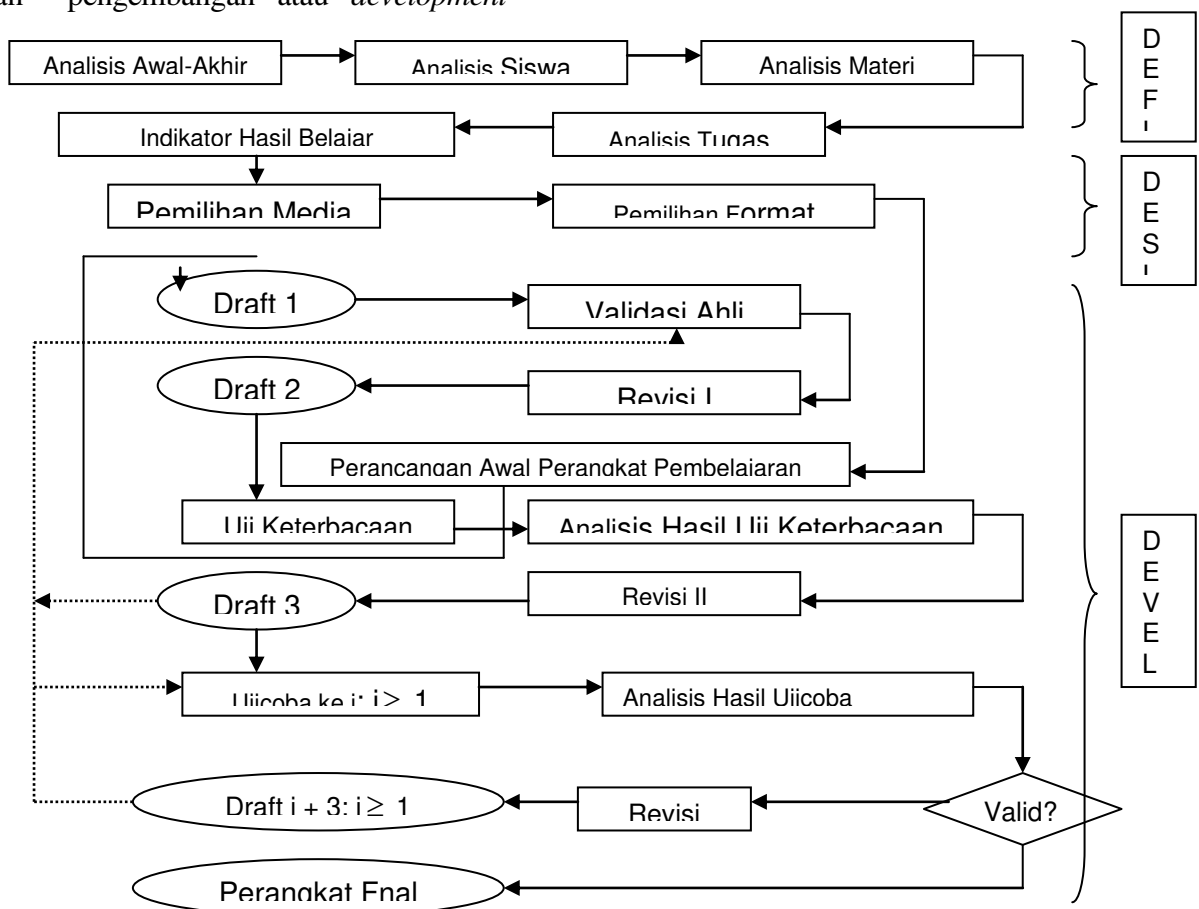 pengembangan atau development
Analisis Awal-Akhir
Analisis Siswa
Analisis Materi
Indikator Hasil Belajar
Analisis Tugas
Pemilihan Media
Pemilihan Format
Draft 1
Validasi Ahli
Draft 2
Revisi I
Perancangan Awal Perangkat Pembelajaran
Uji Keterbacaan
Analisis Hasil Uji Keterbacaan
Draft 3
Revisi II
Ujicoba ke i; i ≥ 1
Analisis Hasil Ujicoba
Draft i + 3; i ≥ 1
Revisi
Valid?
Perangkat Fnal
D
E
F
D
E
S
D
E
V
E
L